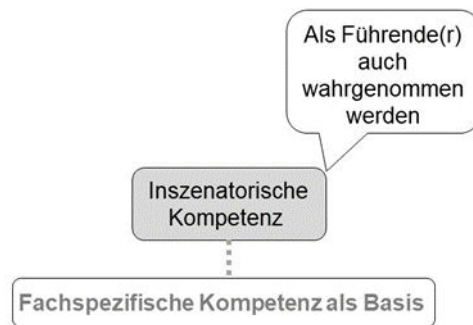 Als Führende(r)
auch
wahrgenommen
werden
Inszenatorische
Kompetenz
Fachspezifische Kompetenz als Basis